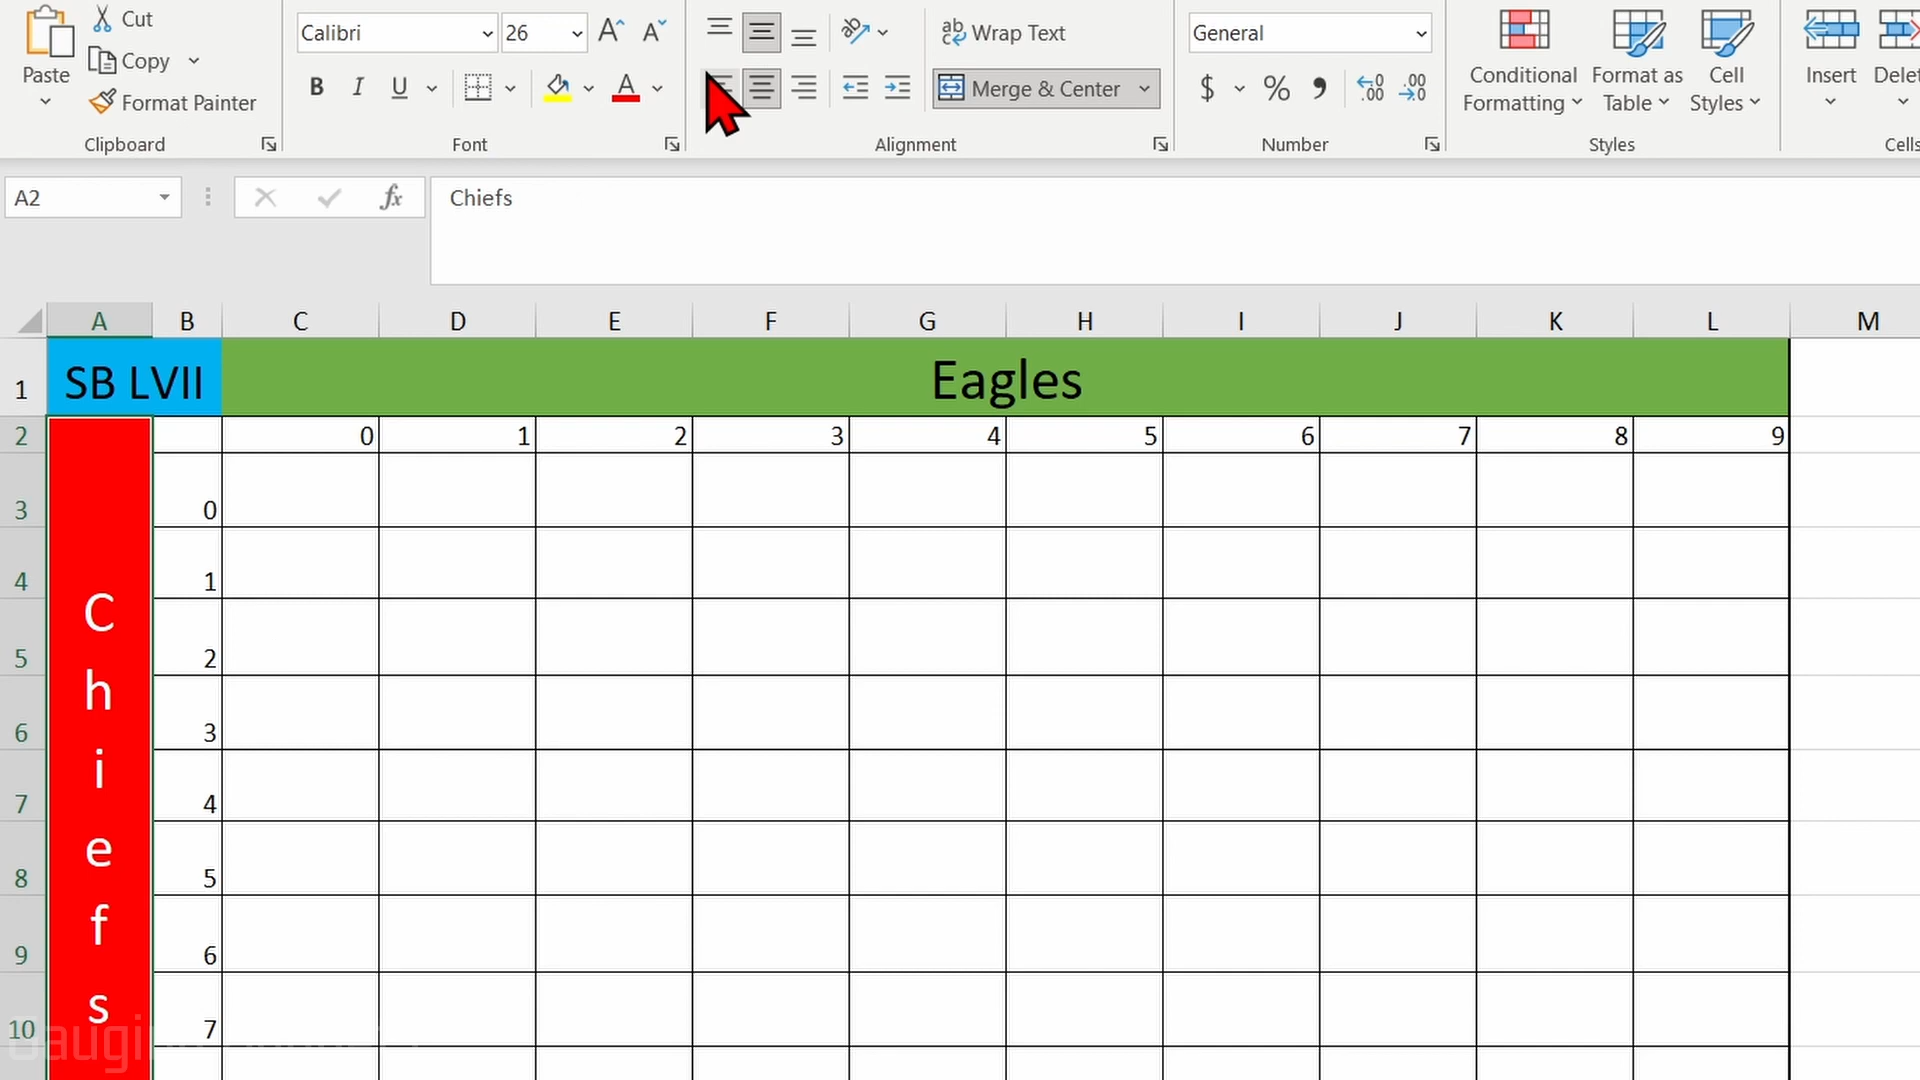 Cut
Calibri 26 ab Wrap Text General
Paste Copy
B I U Merge & Center $ % Conditional Format as Cell Insert
Format Painter Formatting Table Styles
Clipboard Font Alignment Number Styles
A2 fx Chiefs
A B C D E F G H I J K L M
1 SB LVII Eagles
2 0 1 2 3 4 5 6 7 8 9
3 0
4 1
5 2
6 3
7 4
8 5
9 6
10 7
C
h
i
e
f
s